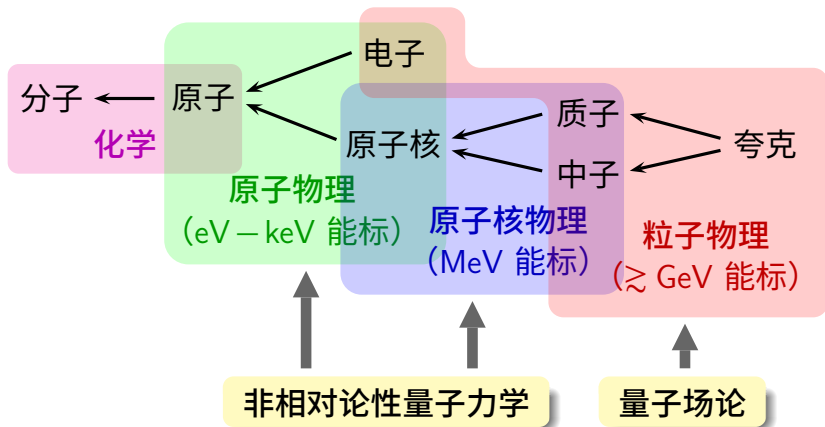 电子
分子
原子
质子
化学
原子核
夸克
中子
原子物理
(eV－keV 能标)
原子核物理
(MeV 能标)
粒子物理
(≳ GeV 能标)
非相对论性量子力学
量子场论